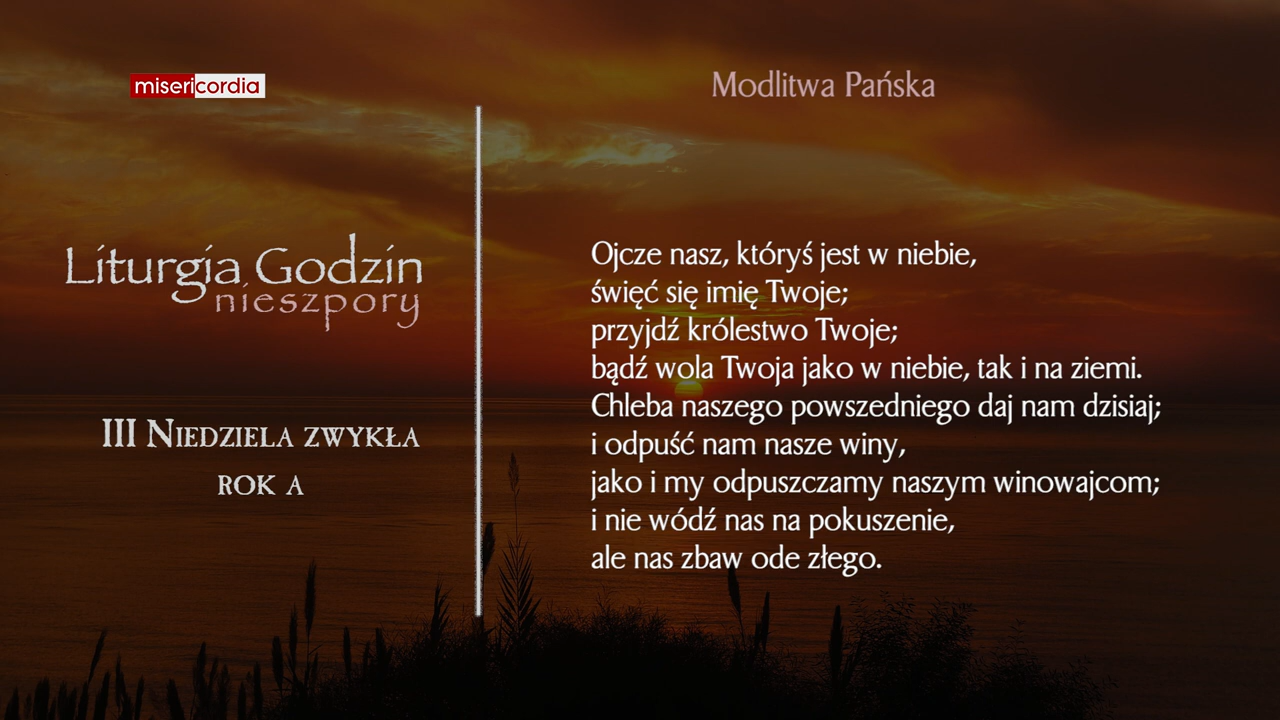 misericordia
Liturgia Godzin
nieszpory
III Niedziela zwykła
rok A
Modlitwa Pańska
Ojcze nasz, któryś jest w niebie,
święć się imię Twoje;
przyjdź królestwo Twoje;
bądź wola Twoja jako w niebie, tak i na ziemi.
Chleba naszego powszedniego daj nam dzisiaj;
i odpuść nam nasze winy,
jako i my odpuszczamy naszym winowajcom;
i nie wódź nas na pokuszenie,
ale nas zbaw ode złego.